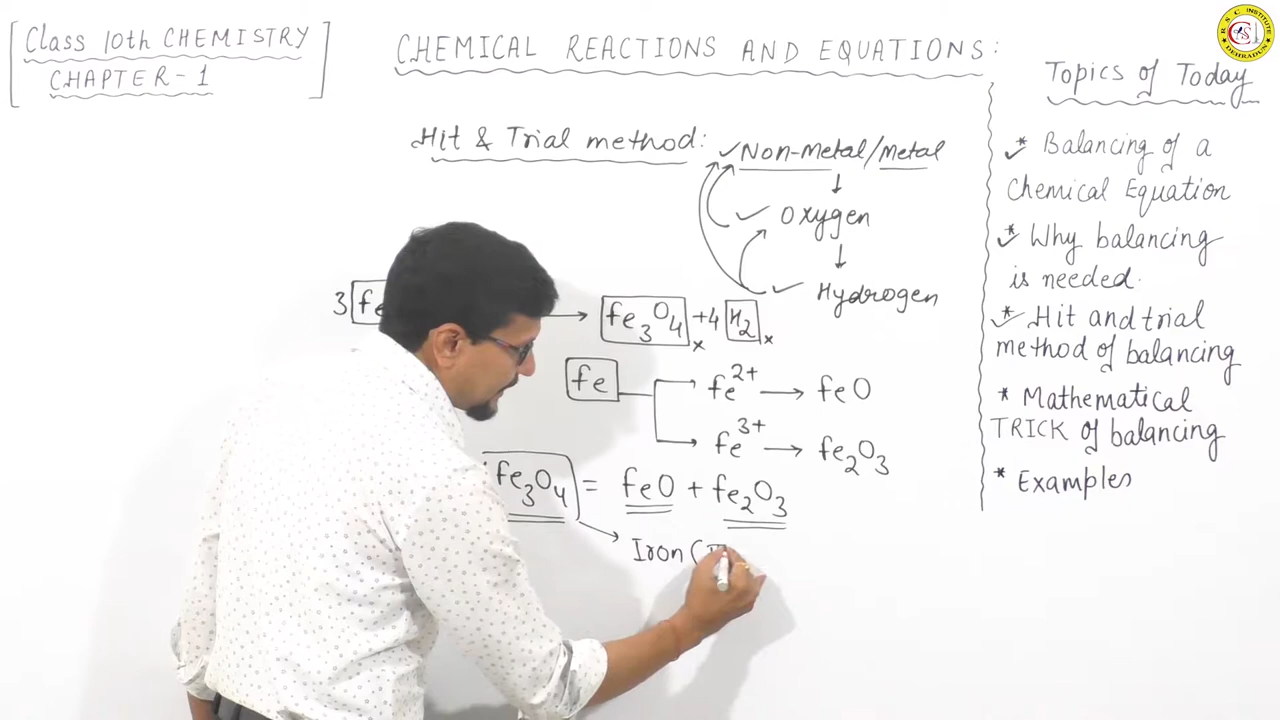 Class 10th CHEMISTRY
CHAPTER-1
CHEMICAL REACTIONS AND EQUATIONS:
Hit & Trial method:
Non-Metal/Metal
↓
Oxygen
↓
Hydrogen
3 → fe₃O₄ + 4 H₂
x x
fe
fe²⁺ → feO
fe³⁺ → fe₂O₃
fe₃O₄ = feO + fe₂O₃
Iron (
Topics of Today
* Balancing of a
Chemical Equation
* Why balancing
is needed.
* Hit and trial
method of balancing
* Mathematical
TRICK of balancing
* Examples
R S C INSTITUTE
DEHRADUN